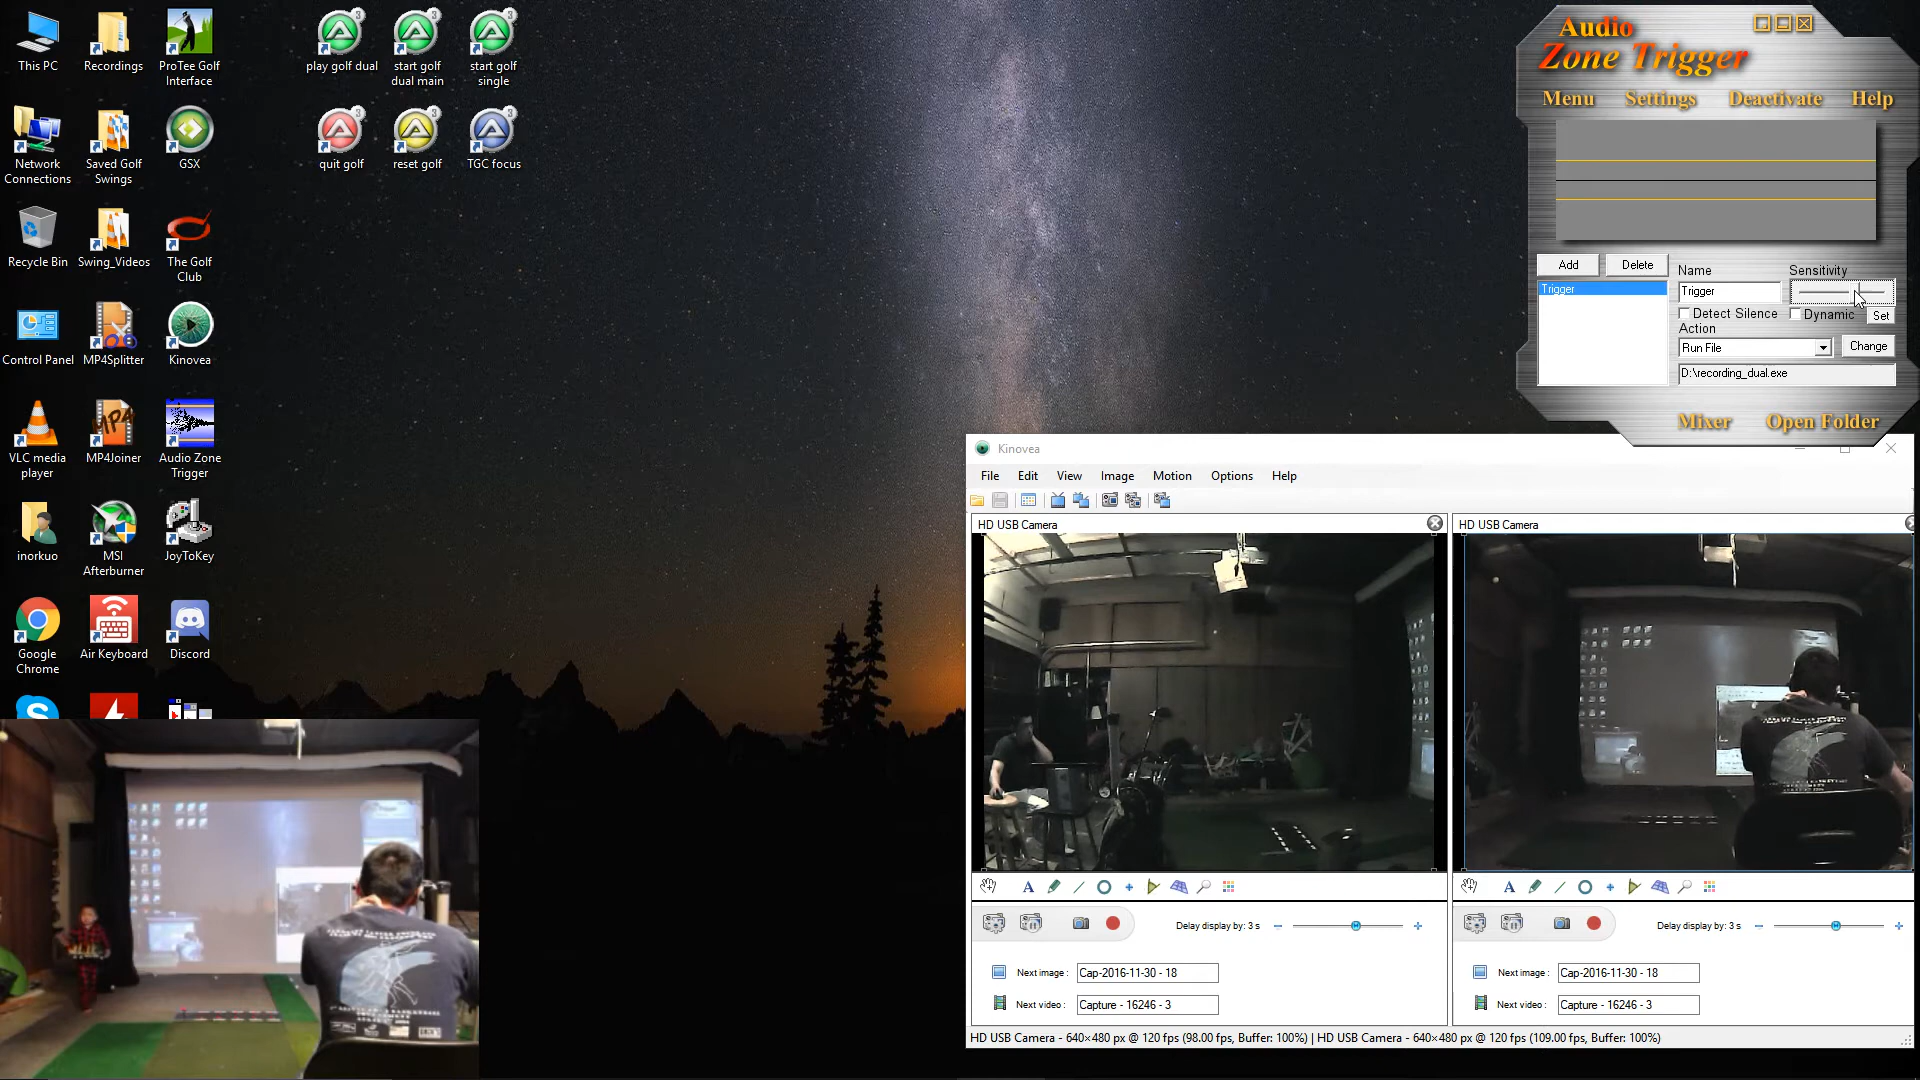 This PC
Recordings
ProTee Golf
Interface
play golf dual
start golf
dual main
start golf
single
3
3
3
Network
Connections
Saved Golf
Swings
GSX
quit golf
reset golf
TGC focus
3
3
3
Recycle Bin
Swing_Videos
The Golf
Club
Control Panel
MP4Splitter
Kinovea
VLC media
player
MP4Joiner
Audio Zone
Trigger
inorkuo
MSI
Afterburner
JoyToKey
Google
Chrome
Air Keyboard
Discord
Audio
Zone Trigger
Menu Settings Deactivate Help
Add Delete
Name Sensitivity
Trigger
Trigger
Detect Silence Dynamic Set
Action
Run File Change
D:\recording_dual.exe
Mixer Open Folder
Kinovea
File Edit View Image Motion Options Help
HD USB Camera
HD USB Camera
Delay display by: 3 s
Delay display by: 3 s
Next image : Cap-2016-11-30 - 18
Next image : Cap-2016-11-30 - 18
Next video : Capture - 16246 - 3
Next video : Capture - 16246 - 3
HD USB Camera - 640×480 px @ 120 fps (98.00 fps, Buffer: 100%) | HD USB Camera - 640×480 px @ 120 fps (109.00 fps, Buffer: 100%)